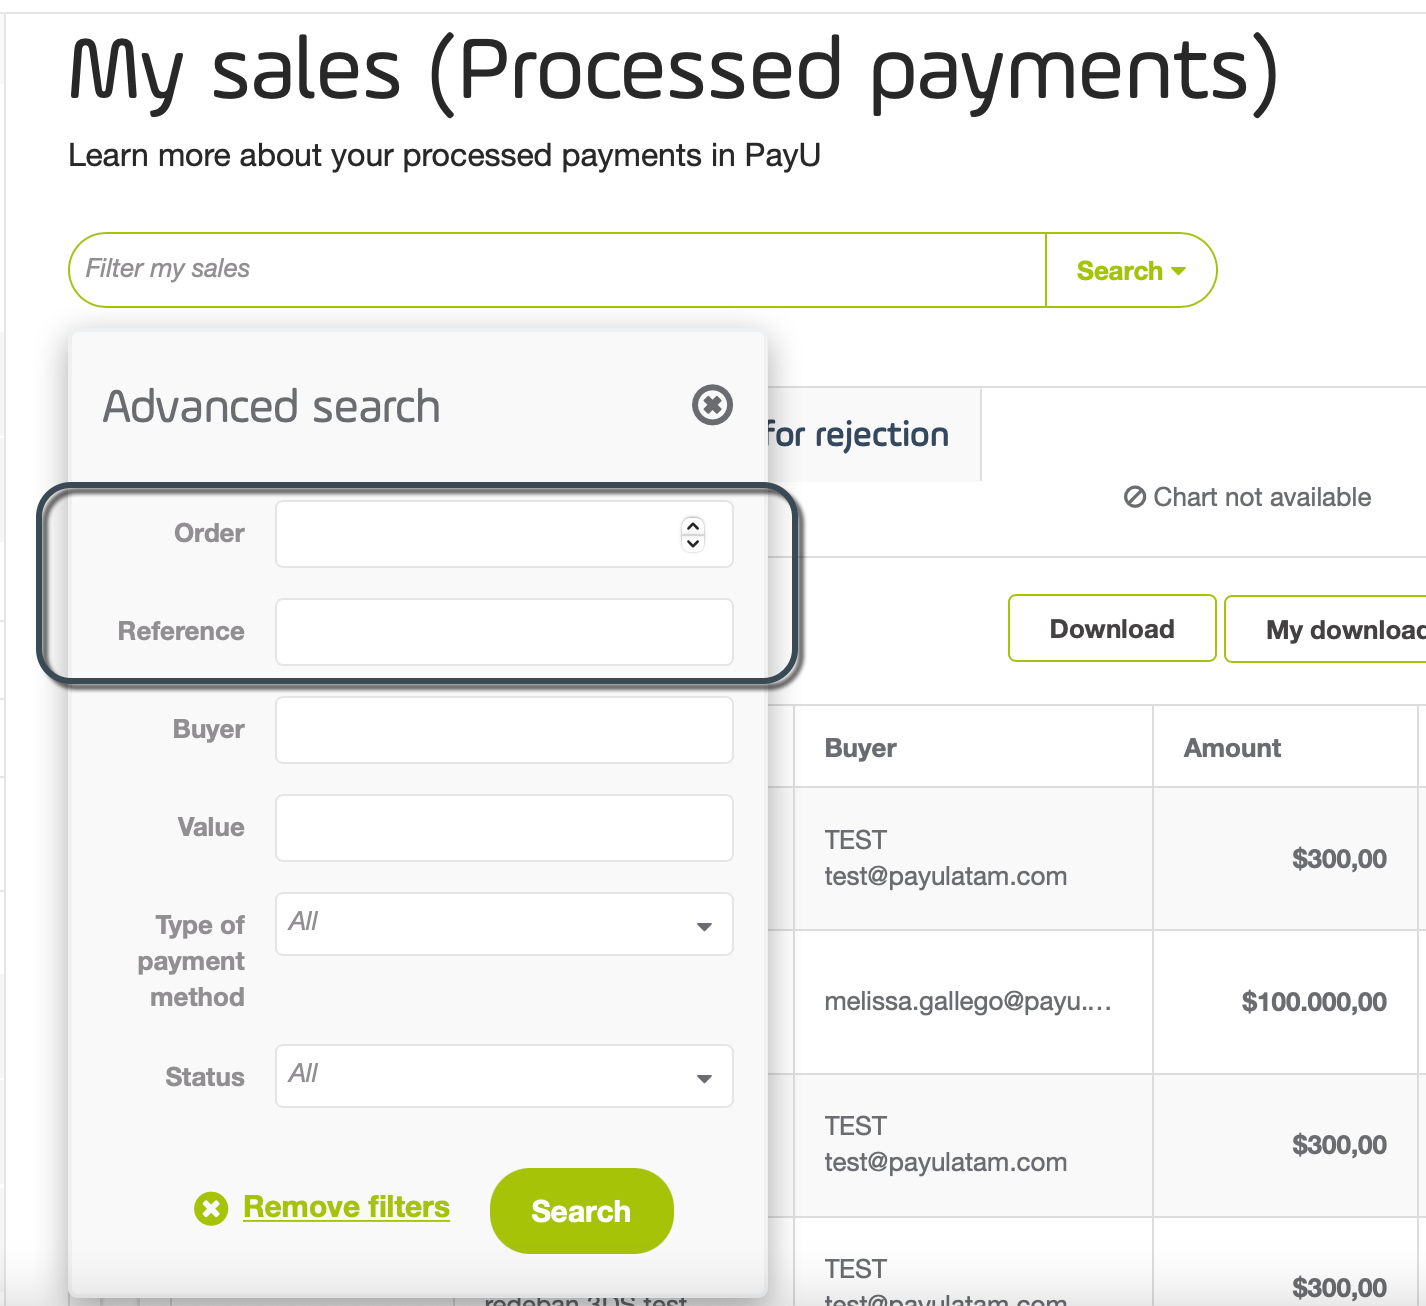 My sales (Processed payments)
Learn more about your processed payments in PayU
Filter my sales
Search
Advanced search
for rejection
Chart not available
Order
Reference
Download
My download
Buyer
Value
Type of
payment
method
All
Status
All
Remove filters
Search
Buyer
Amount
TEST
test@payulatam.com
$300,00
melissa.gallego@payu....
$100.000,00
TEST
test@payulatam.com
$300,00
TEST
test@payulatam.com
$300,00
redeban 3DS test